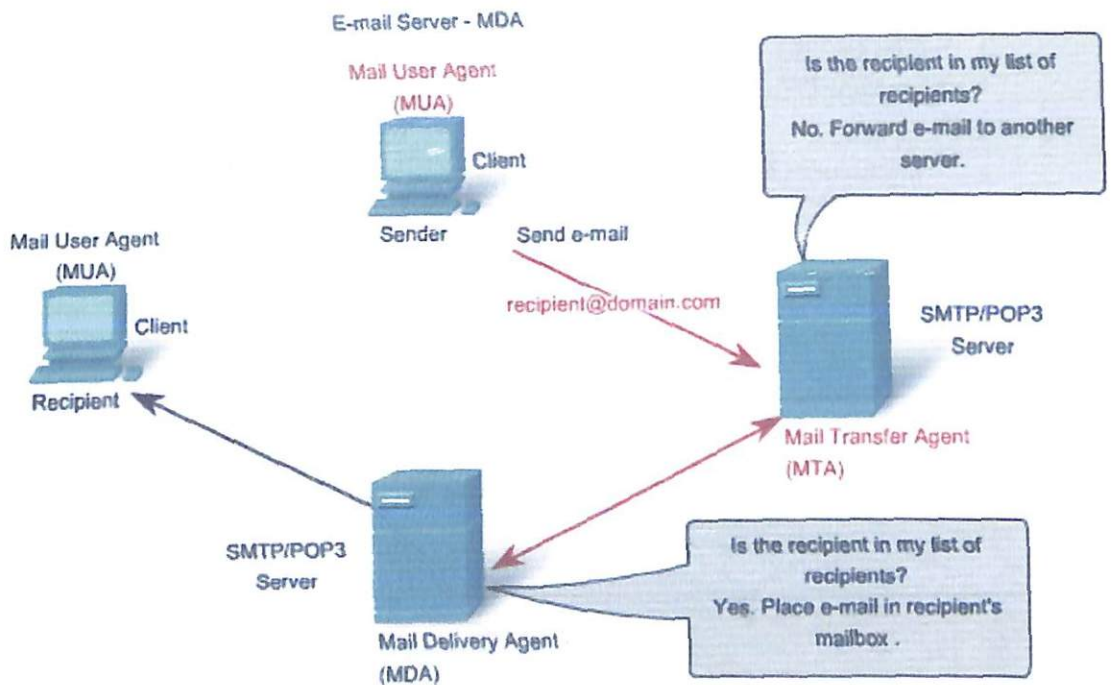 E-mail Server - MDA
Mail User Agent
(MUA)
Client
Sender
Send e-mail
recipient@domain.com
Is the recipient in my list of
recipients?
No. Forward e-mail to another
server.
SMTP/POP3
Server
Mail Transfer Agent
(MTA)
Mail User Agent
(MUA)
Client
Recipient
SMTP/POP3
Server
Mail Delivery Agent
(MDA)
Is the recipient in my list of
recipients?
Yes. Place e-mail in recipient's
mailbox .